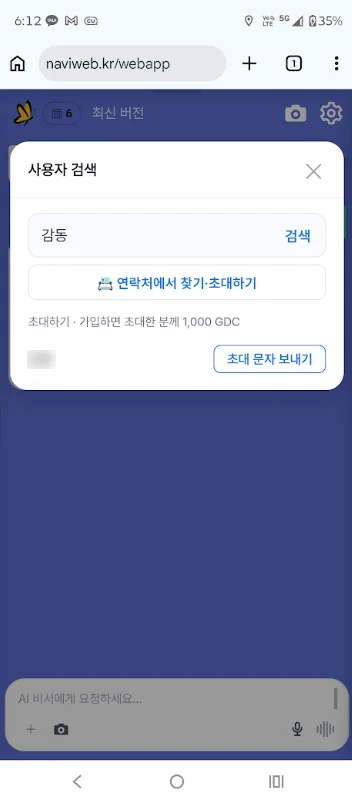 6:12
Vo))
LTE
5G
35%
naviweb.kr/webapp
1
6
최신 버전
사용자 검색
감동
검색
연락처에서 찾기·초대하기
초대하기 · 가입하면 초대한 분께 1,000 GDC
초대 문자 보내기
AI 비서에게 요청하세요...